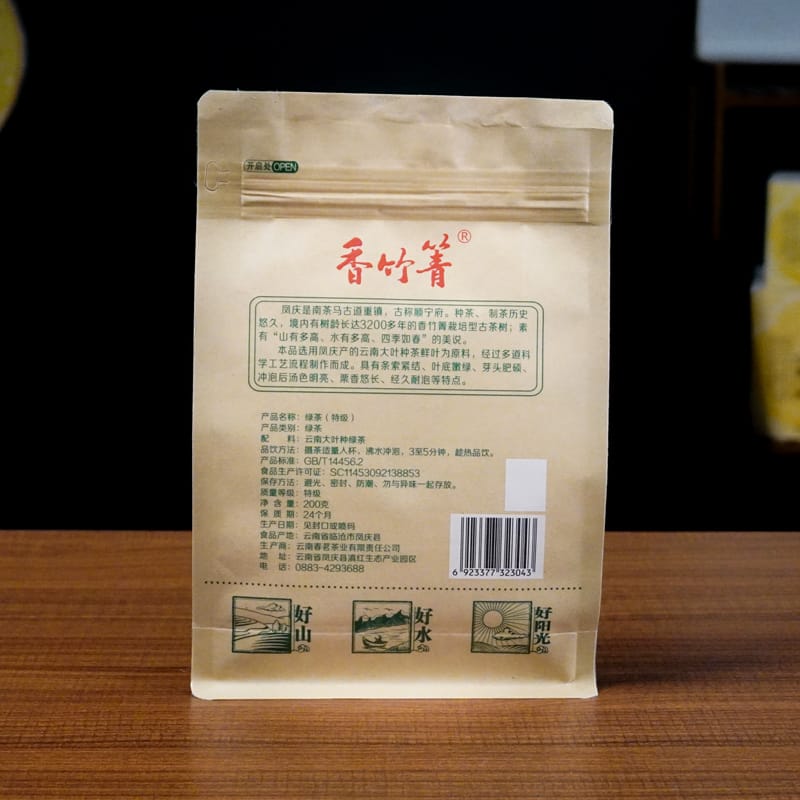 开启处 OPEN
香竹箐®
凤庆是南茶马古道重镇，古称顺宁府。种茶、制茶历史
悠久，境内有树龄长达3200多年的香竹箐栽培型古茶树；素
有“山有多高、水有多高、四季如春”的美说。
本品选用凤庆产的云南大叶种茶鲜叶为原料，经过多道科
学工艺流程制作而成。具有条索紧结、叶底嫩绿、芽头肥硕、
冲泡后汤色明亮、栗香悠长、经久耐泡等特点。
产品名称：绿茶（特级）
产品类别：绿茶
配 料：云南大叶种绿茶
品饮方法：摄茶适量人杯，沸水冲泡，3至5分钟，趁热品饮。
产品标准：GB/T14456.2
食品生产许可证：SC11453092138853
保存方法：避光、密封、防潮、勿与异味一起存放。
质量等级：特级
净 含 量：200克
保 质 期：24个月
生产日期：见封口或喷码
食品产地：云南省临沧市凤庆县
生产商：云南春茗茶业有限责任公司
地 址：云南省凤庆县滇红生态产业园区
电 话：0883-4293688
6 923377 323043
好山
好水
好阳光